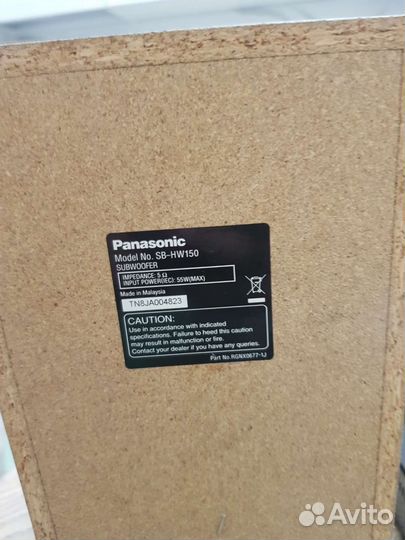 Panasonic
Model No. SB-HW150
SUBWOOFER
IMPEDANCE: 5 Ω
INPUT POWER(IEC): 55W(MAX)
Made in Malaysia
TN8JA004823
CAUTION:
Use in accordance with indicated
specifications. Failure to heed this caution
may result in malfunction or fire.
Contact your dealer if you have any
questions.
Part No.RGNX0677-1J
Avito